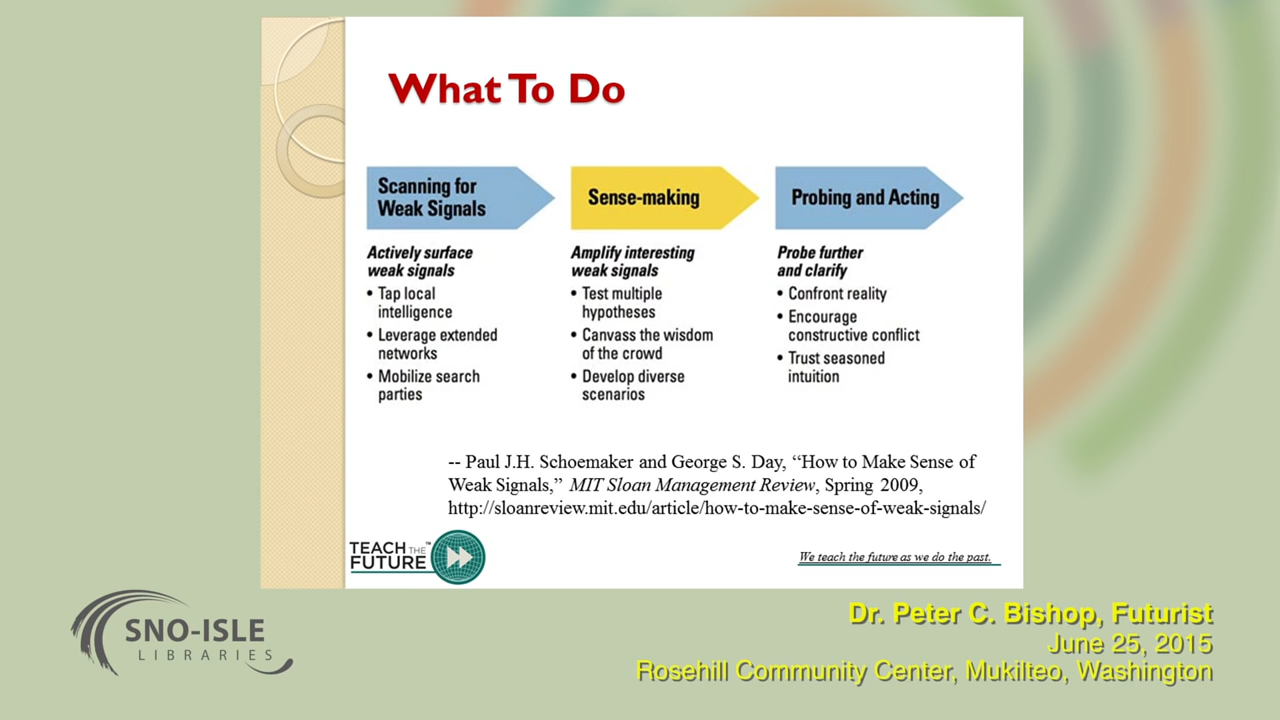 What To Do
Scanning for
Weak Signals
Actively surface
weak signals
• Tap local
intelligence
• Leverage extended
networks
• Mobilize search
parties
Sense-making
Amplify interesting
weak signals
• Test multiple
hypotheses
• Canvass the wisdom
of the crowd
• Develop diverse
scenarios
Probing and Acting
Probe further
and clarify
• Confront reality
• Encourage
constructive conflict
• Trust seasoned
intuition
-- Paul J.H. Schoemaker and George S. Day, “How to Make Sense of
Weak Signals,” MIT Sloan Management Review, Spring 2009,
http://sloanreview.mit.edu/article/how-to-make-sense-of-weak-signals/
TEACH THE™
FUTURE
We teach the future as we do the past.
SNO-ISLE
LIBRARIES
Dr. Peter C. Bishop, Futurist
June 25, 2015
Rosehill Community Center, Mukilteo, Washington